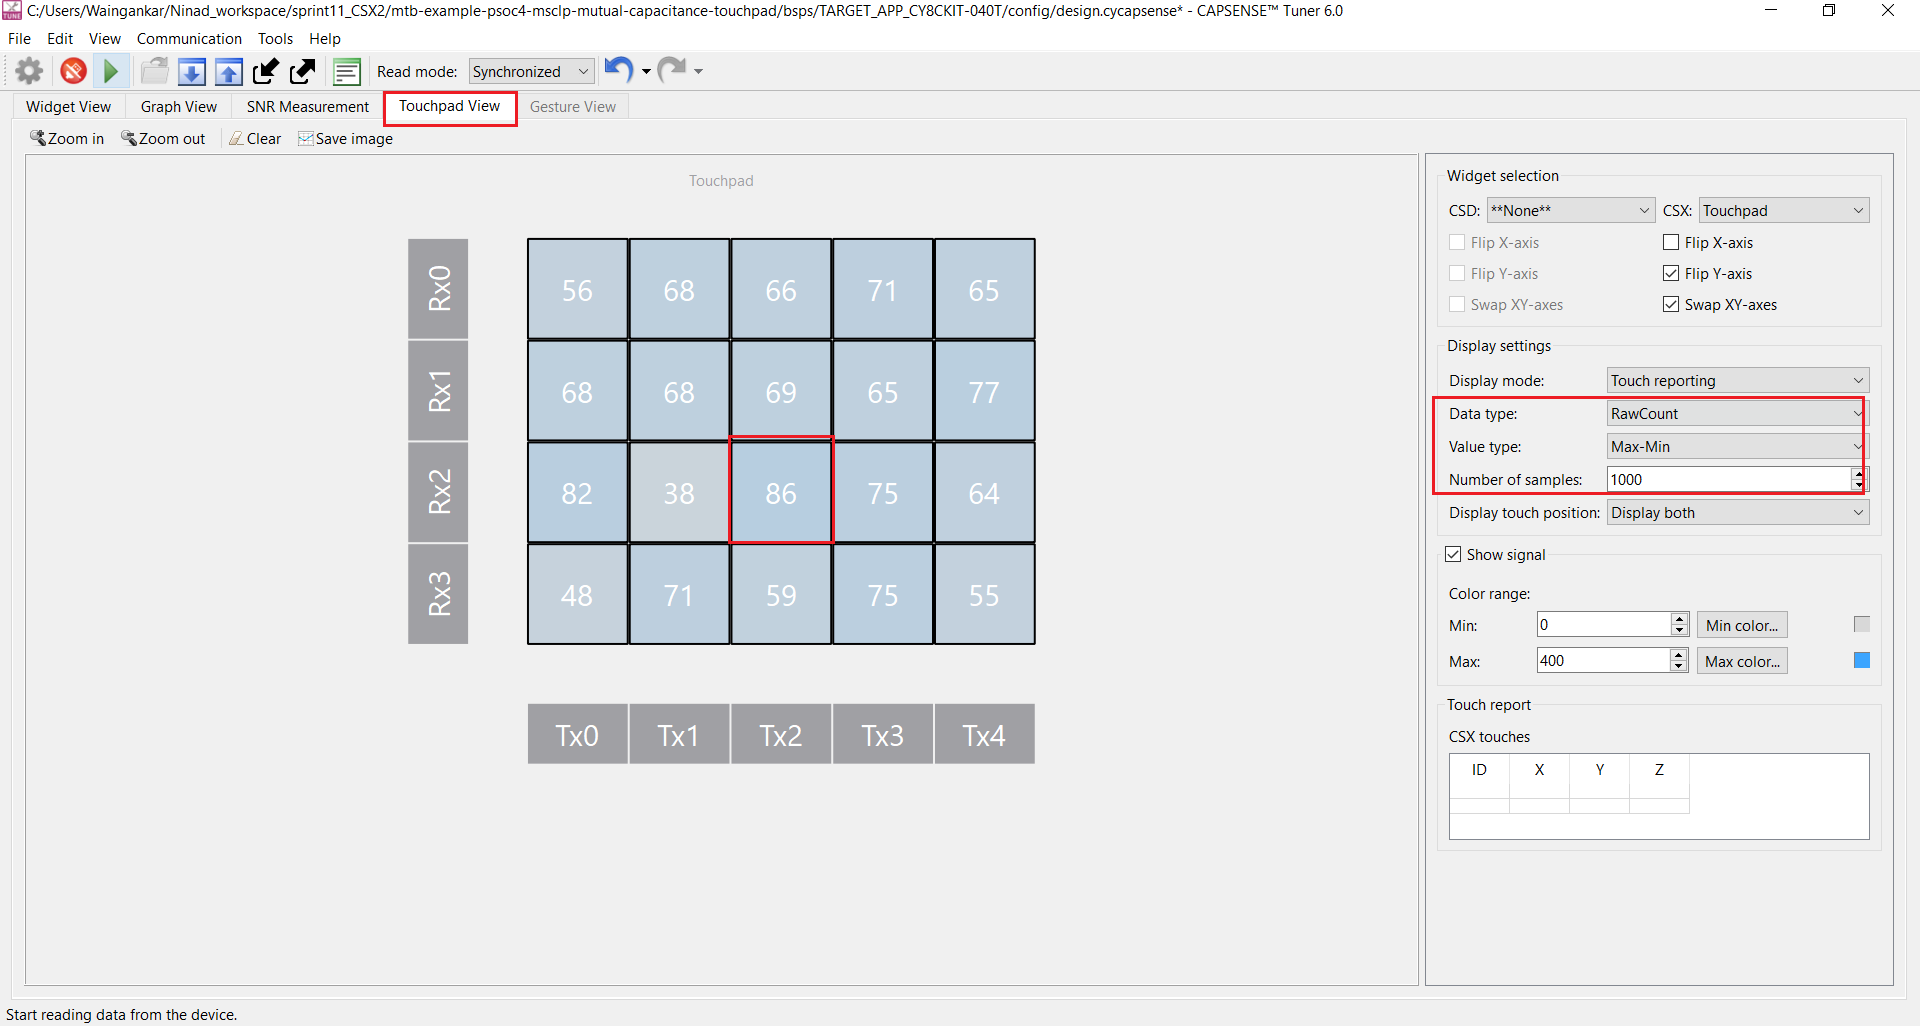 C:/Users/Waingankar/Ninad_workspace/sprint11_CSX2/mtb-example-psoc4-msclp-mutual-capacitance-touchpad/bsps/TARGET_APP_CY8CKIT-040T/config/design.cycapsense* - CAPSENSE™ Tuner 6.0
File Edit View Communication Tools Help
Read mode: Synchronized
Widget View Graph View SNR Measurement Touchpad View Gesture View
Zoom in Zoom out Clear Save image
Touchpad
Rx0 56 68 66 71 65
Rx1 68 68 69 65 77
Rx2 82 38 86 75 64
Rx3 48 71 59 75 55
Tx0 Tx1 Tx2 Tx3 Tx4
Widget selection
CSD: **None** CSX: Touchpad
Flip X-axis Flip X-axis
Flip Y-axis Flip Y-axis
Swap XY-axes Swap XY-axes
Display settings
Display mode: Touch reporting
Data type: RawCount
Value type: Max-Min
Number of samples: 1000
Display touch position: Display both
Show signal
Color range:
Min: 0 Min color...
Max: 400 Max color...
Touch report
CSX touches
ID X Y Z
Start reading data from the device.